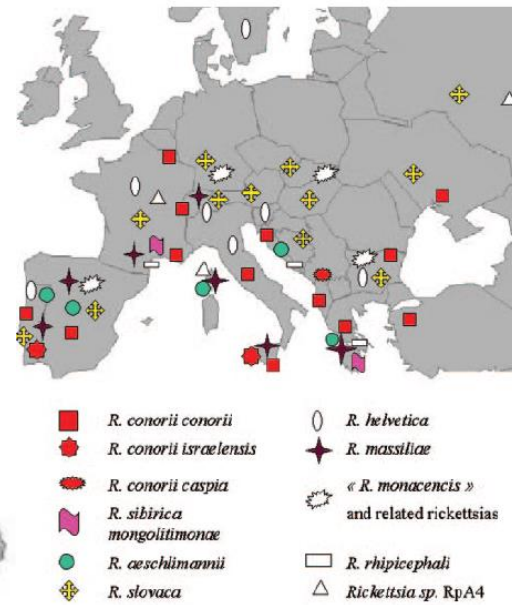 R. conorii conorii
R. conorii israelensis
R. conorii caspia
R. sibirica
mongolitimonae
R. aeschlimannii
R. slovaca
R. helvetica
R. massiliae
« R. monacencis »
and related rickettsias
R. rhipicephali
Rickettsia sp. RpA4